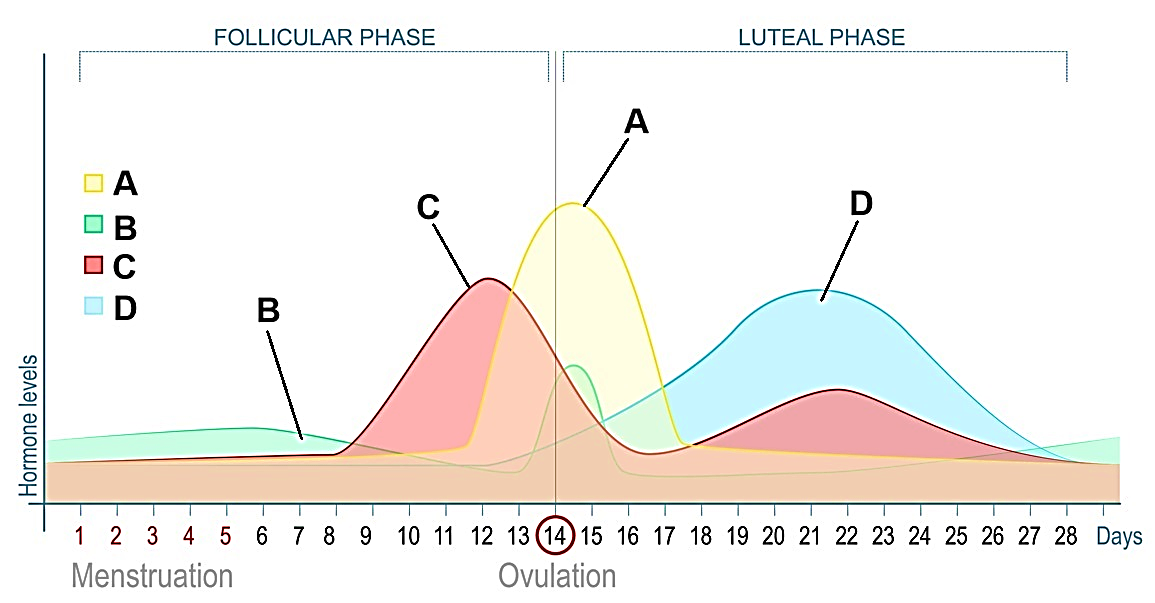 FOLLICULAR PHASE
LUTEAL PHASE
A
A
B
C
D
C
D
B
Hormone levels
1 2 3 4 5 6 7 8 9 10 11 12 13 14 15 16 17 18 19 20 21 22 23 24 25 26 27 28 Days
Menstruation
Ovulation